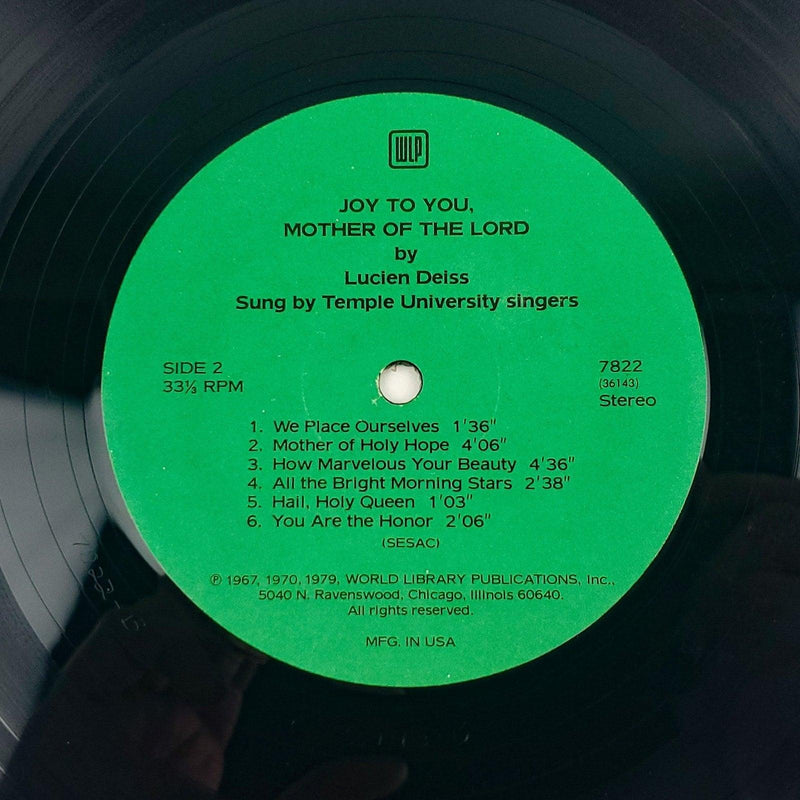 WLP
JOY TO YOU,
MOTHER OF THE LORD
by
Lucien Deiss
Sung by Temple University singers
SIDE 2
33⅓ RPM
7822
(36143)
Stereo
1. We Place Ourselves 1'36"
2. Mother of Holy Hope 4'06"
3. How Marvelous Your Beauty 4'36"
4. All the Bright Morning Stars 2'38"
5. Hail, Holy Queen 1'03"
6. You Are the Honor 2'06"
(SESAC)
℗ 1967, 1970, 1979, WORLD LIBRARY PUBLICATIONS, Inc.,
5040 N. Ravenswood, Chicago, Illinois 60640.
All rights reserved.
MFG. IN USA